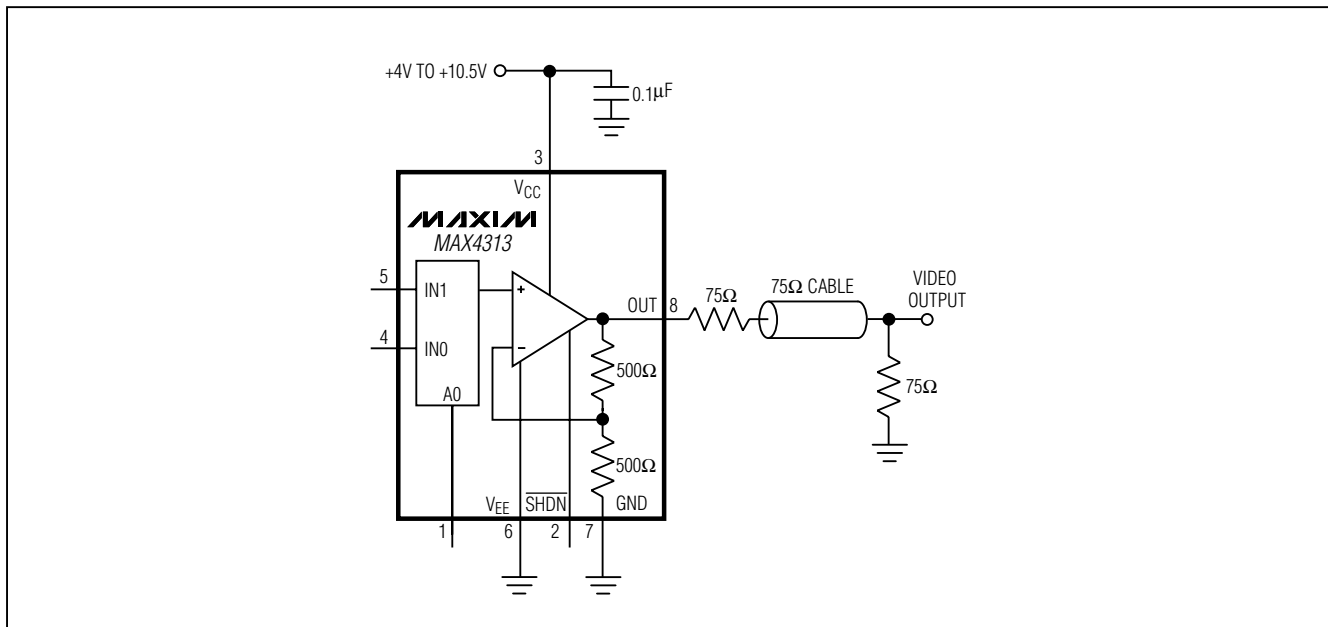 +4V TO +10.5V
0.1μF
3
VCC
MAXIM
MAX4313
5
IN1
+
4
IN0
−
A0
OUT
8
75Ω
75Ω CABLE
VIDEO
OUTPUT
500Ω
75Ω
500Ω
VEE
SHDN
GND
1
6
2
7